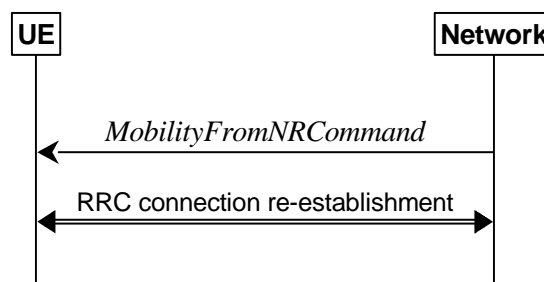 UE
Network
MobilityFromNRCommand
RRC connection re-establishment